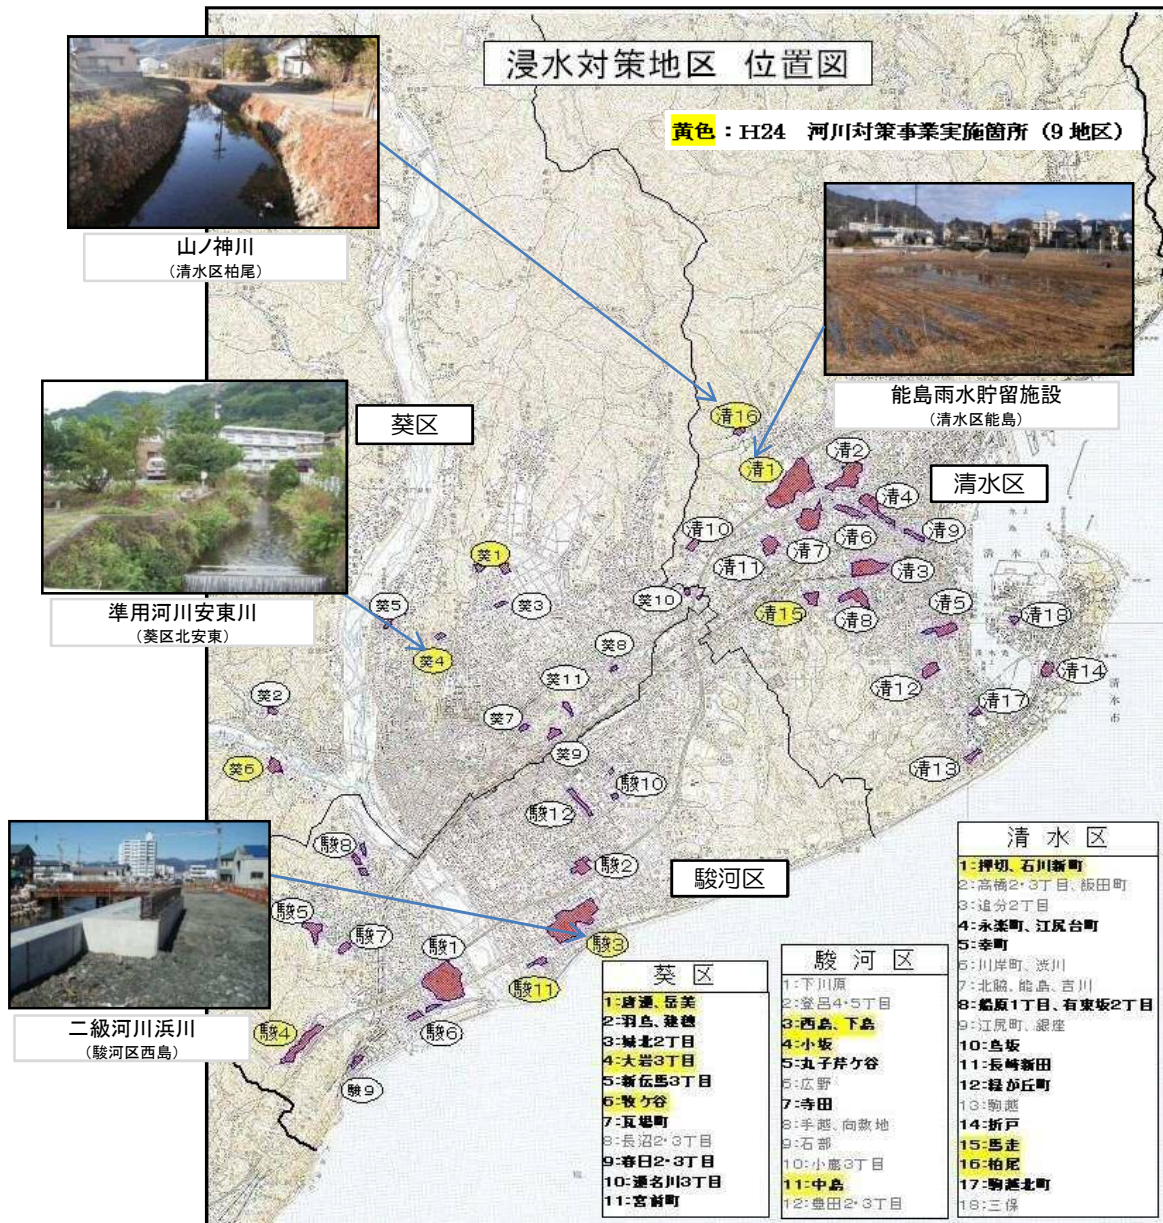 浸水対策地区 位置図
黄色：H24 河川対策事業実施箇所（9地区）
山ノ神川
（清水区柏尾）
能島雨水貯留施設
（清水区能島）
葵区
清16
清1
清2
清水区
清4
清10
清9
清6
清7
清11
清3
葵1
準用河川安東川
（葵区北安東）
葵5
葵3
葵10
清15
清8
清5
清18
葵4
葵8
清12
清14
葵2
葵11
清17
葵7
葵9
清13
葵6
駿10
駿12
駿8
駿2
駿河区
駿5
駿7
駿1
駿3
駿11
駿4
駿6
駿9
清水市
二級河川浜川
（駿河区西島）
葵区
1:唐瀬、岳美
2:羽鳥、建穂
3:城北2丁目
4:大岩3丁目
5:新伝馬3丁目
6:牧ケ谷
7:瓦場町
8:長沼2・3丁目
9:春日2・3丁目
10:瀬名川3丁目
11:宮前町
駿河区
1:下川原
2:登呂4・5丁目
3:西島、下島
4:小坂
5:丸子芹ケ谷
6:広野
7:寺田
8:手越、向敷地
9:石部
10:小鹿3丁目
11:中島
12:豊田2・3丁目
清水区
1:押切、石川新町
2:高橋2・3丁目、飯田町
3:追分2丁目
4:永楽町、江尻台町
5:幸町
6:川岸町、渋川
7:北脇、能島、吉川
8:船原1丁目、有東坂2丁目
9:江尻町、銀座
10:鳥坂
11:長崎新田
12:緑が丘町
13:駒越
14:折戸
15:馬走
16:柏尾
17:駒越北町
18:三保